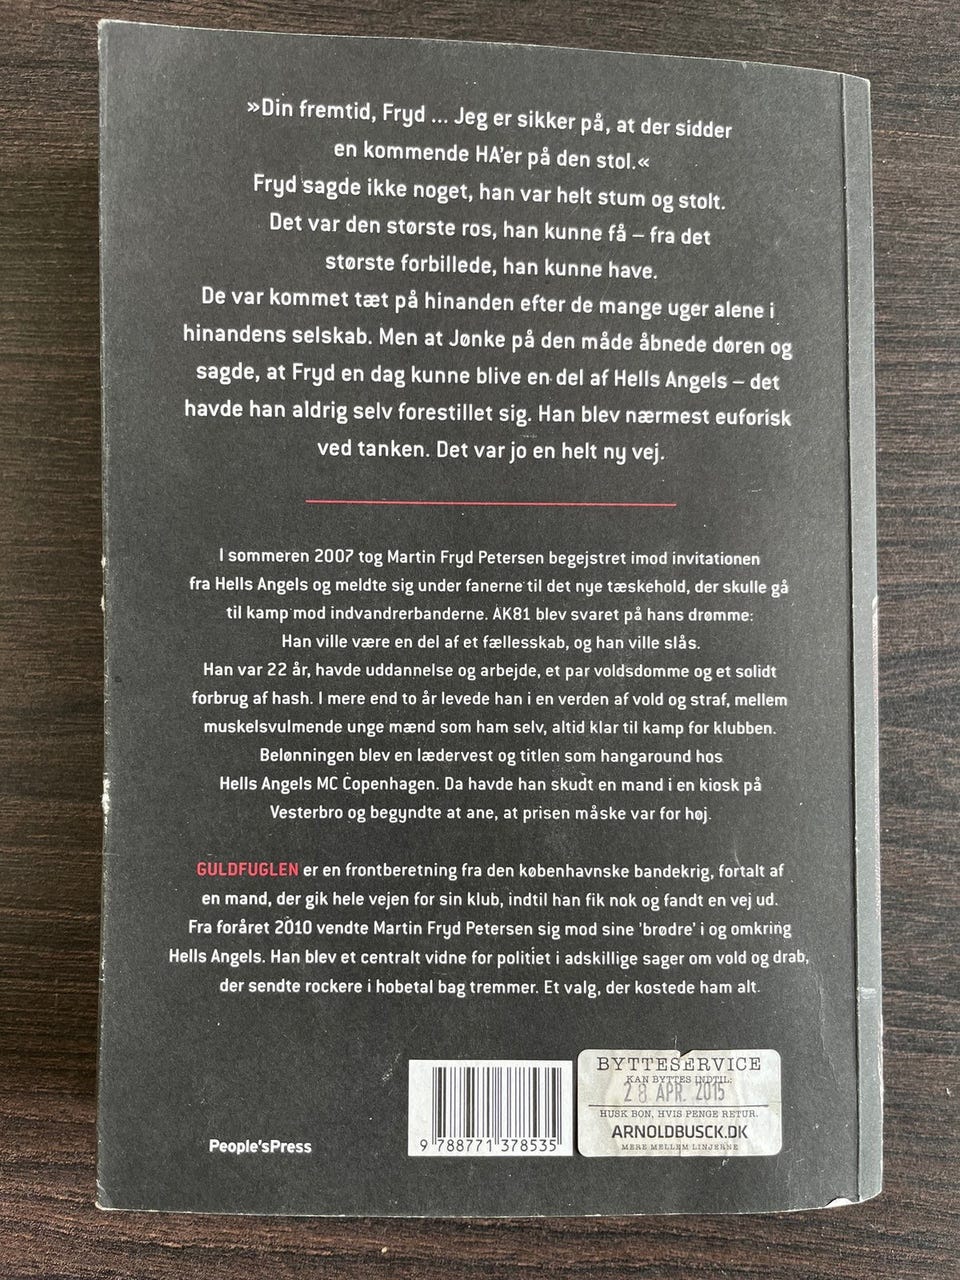 »Din fremtid, Fryd ... Jeg er sikker på, at der sidder
en kommende HA'er på den stol.«
Fryd sagde ikke noget, han var helt stum og stolt.
Det var den største ros, han kunne få – fra det
største forbillede, han kunne have.
De var kommet tæt på hinanden efter de mange uger alene i
hinandens selskab. Men at Jønke på den måde åbnede døren og
sagde, at Fryd en dag kunne blive en del af Hells Angels – det
havde han aldrig selv forestillet sig. Han blev nærmest euforisk
ved tanken. Det var jo en helt ny vej.
I sommeren 2007 tog Martin Fryd Petersen begejstret imod invitationen
fra Hells Angels og meldte sig under fanerne til det nye tæskehold, der skulle gå
til kamp mod indvandrerbanderne. AK81 blev svaret på hans drømme:
Han ville være en del af et fællesskab, og han ville slås.
Han var 22 år, havde uddannelse og arbejde, et par voldsdomme og et solidt
forbrug af hash. I mere end to år levede han i en verden af vold og straf, mellem
muskelsvulmende unge mænd som ham selv, altid klar til kamp for klubben.
Belønningen blev en lædervest og titlen som hangaround hos
Hells Angels MC Copenhagen. Da havde han skudt en mand i en kiosk på
Vesterbro og begyndte at ane, at prisen måske var for høj.
GULDFUGLEN er en frontberetning fra den københavnske bandekrig, fortalt af
en mand, der gik hele vejen for sin klub, indtil han fik nok og fandt en vej ud.
Fra foråret 2010 vendte Martin Fryd Petersen sig mod sine 'brødre' i og omkring
Hells Angels. Han blev et centralt vidne for politiet i adskillige sager om vold og drab,
der sendte rockere i hobetal bag tremmer. Et valg, der kostede ham alt.
People'sPress
9 788771 378535
BYTTESERVICE
KAN BYTTES INDTIL:
28 APR. 2015
HUSK BON, HVIS PENGE RETUR.
ARNOLDBUSCK.DK
MERE MELLEM LINJERNE